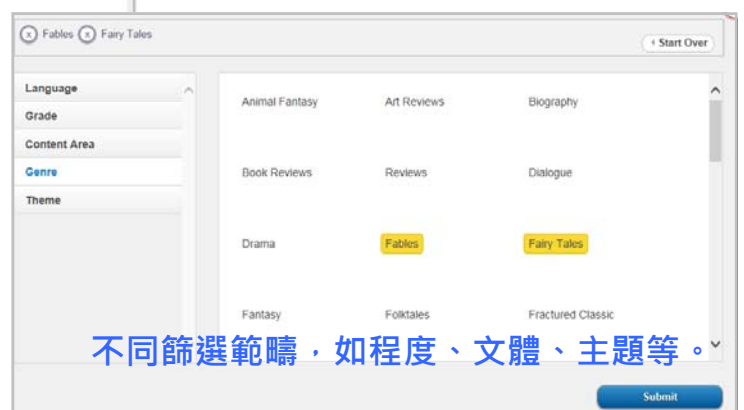 x Fables x Fairy Tales
Start Over
Language
Grade
Content Area
Genre
Theme
Animal Fantasy Art Reviews Biography
Book Reviews Reviews Dialogue
Drama Fables Fairy Tales
Fantasy Folktales Fractured Classic
不同篩選範疇，如程度、文體、主題等。
Submit